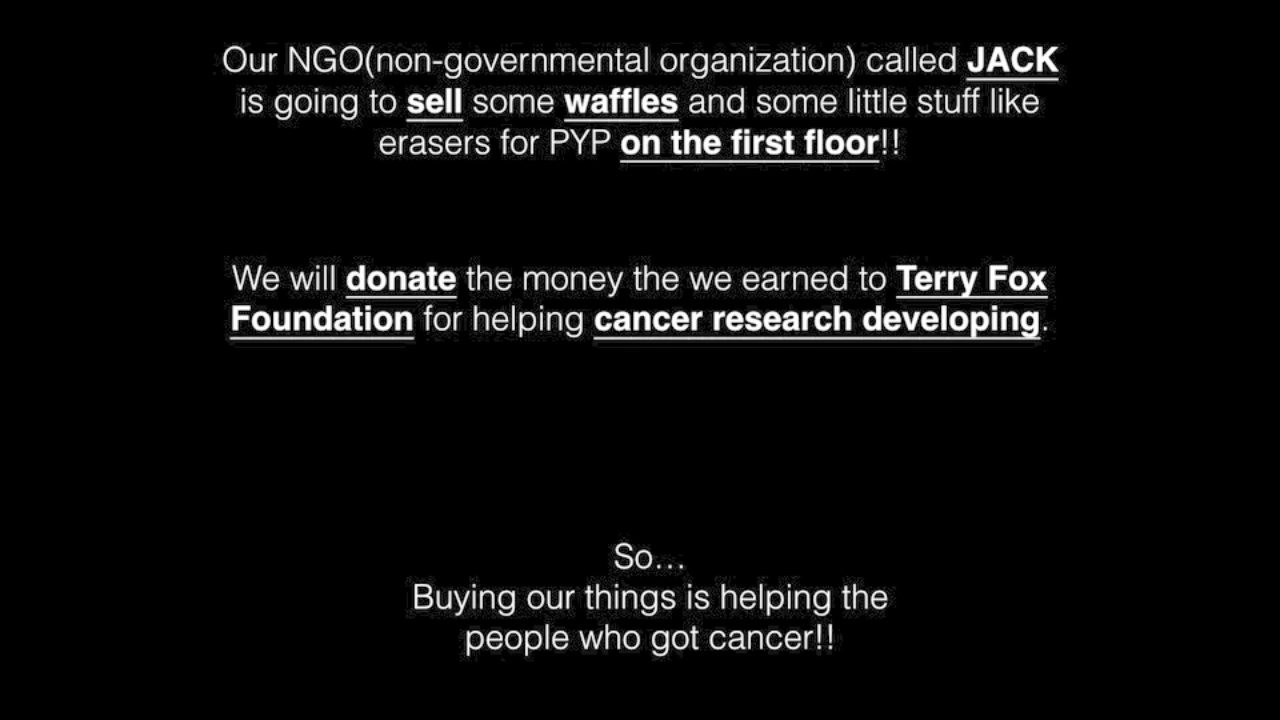 Our NGO(non-governmental organization) called JACK
is going to sell some waffles and some little stuff like
erasers for PYP on the first floor!!
We will donate the money the we earned to Terry Fox
Foundation for helping cancer research developing.
So...
Buying our things is helping the
people who got cancer!!